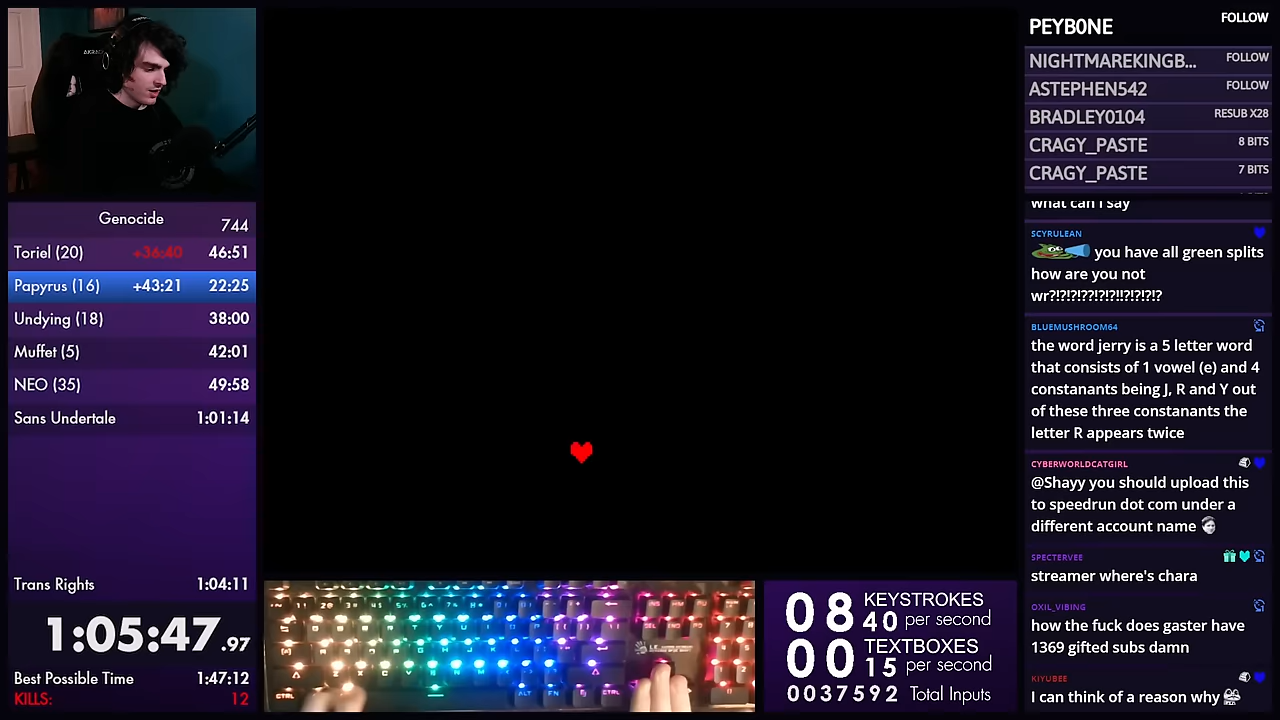 PEYB0NE FOLLOW
NIGHTMAREKINGB... FOLLOW
ASTEPHEN542 FOLLOW
BRADLEY0104 RESUB X28
CRAGY_PASTE 8 BITS
CRAGY_PASTE 7 BITS
what can I say
SCYRULEAN
you have all green splits
how are you not
wr?!?!?!??!?!?!!?!?!?!?
BLUEMUSHROOM64
the word jerry is a 5 letter word
that consists of 1 vowel (e) and 4
constanants being J, R and Y out
of these three constanants the
letter R appears twice
CYBERWORLDCATGIRL
@Shayy you should upload this
to speedrun dot com under a
different account name
SPECTERVEE
streamer where's chara
OXIL_VIBING
how the fuck does gaster have
1369 gifted subs damn
KIYUBEE
I can think of a reason why
Genocide 744
Toriel (20) +36:40 46:51
Papyrus (16) +43:21 22:25
Undying (18) 38:00
Muffet (5) 42:01
NEO (35) 49:58
Sans Undertale 1:01:14
Trans Rights 1:04:11
1:05:47.97
Best Possible Time 1:47:12
KILLS: 12
08 40 KEYSTROKES per second
00 15 TEXTBOXES per second
0037592 Total Inputs